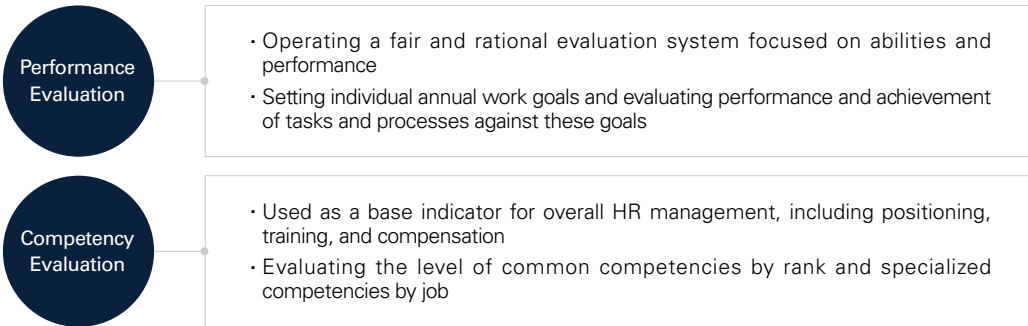 Performance
Evaluation
· Operating a fair and rational evaluation system focused on abilities and
performance
· Setting individual annual work goals and evaluating performance and achievement
of tasks and processes against these goals
Competency
Evaluation
· Used as a base indicator for overall HR management, including positioning,
training, and compensation
· Evaluating the level of common competencies by rank and specialized
competencies by job